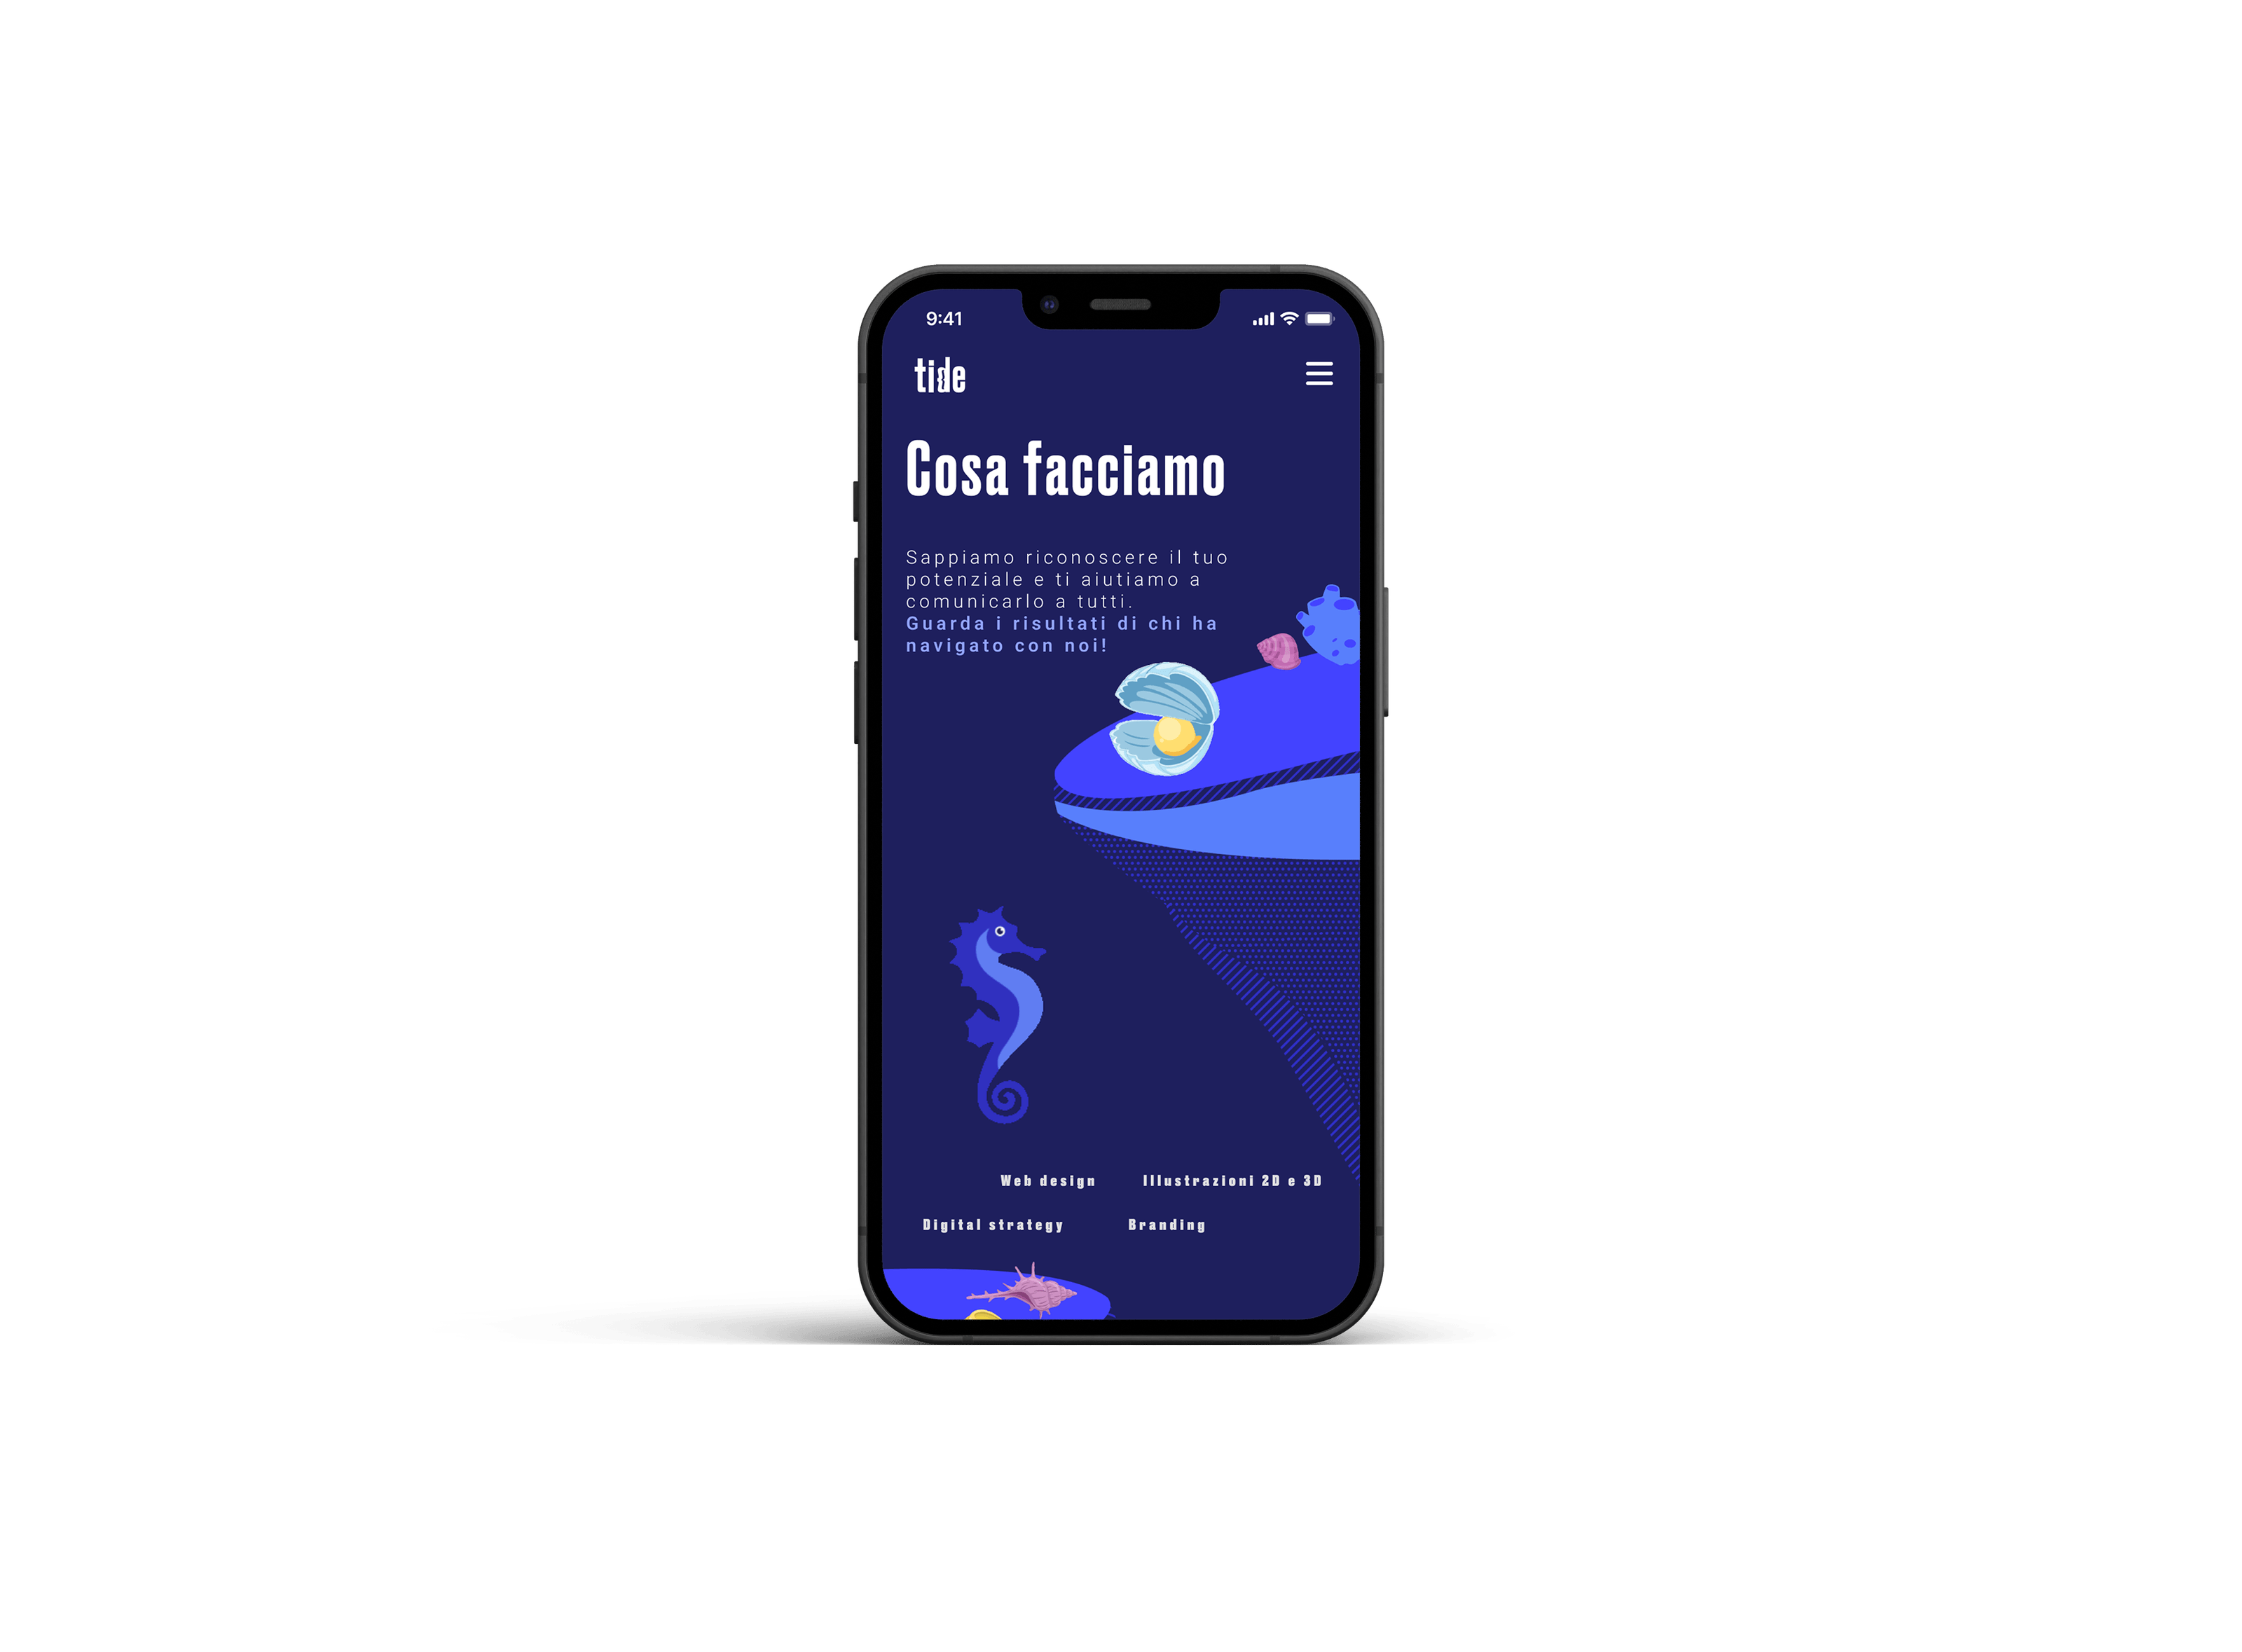 9:41
tide
Cosa facciamo
Sappiamo riconoscere il tuo
potenziale e ti aiutiamo a
comunicarlo a tutti.
Guarda i risultati di chi ha
navigato con noi!
Web design Illustrazioni 2D e 3D
Digital strategy Branding